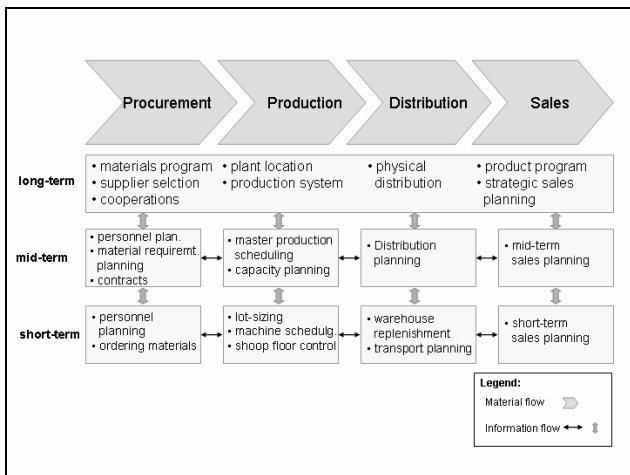 Procurement
Production
Distribution
Sales
long-term
• materials program
• supplier selction
• cooperations
• plant location
• production system
• physical
distribution
• product program
• strategic sales
planning
mid-term
• personnel plan.
• material requiremt.
planning
• contracts
• master production
scheduling
• capacity planning
• Distribution
planning
• mid-term
sales planning
short-term
• personnel
planning
• ordering materials
• lot-sizing
• machine schedulg.
• shoop floor control
• warehouse
replenishment
• transport planning
• short-term
sales planning
Legend:
Material flow
Information flow